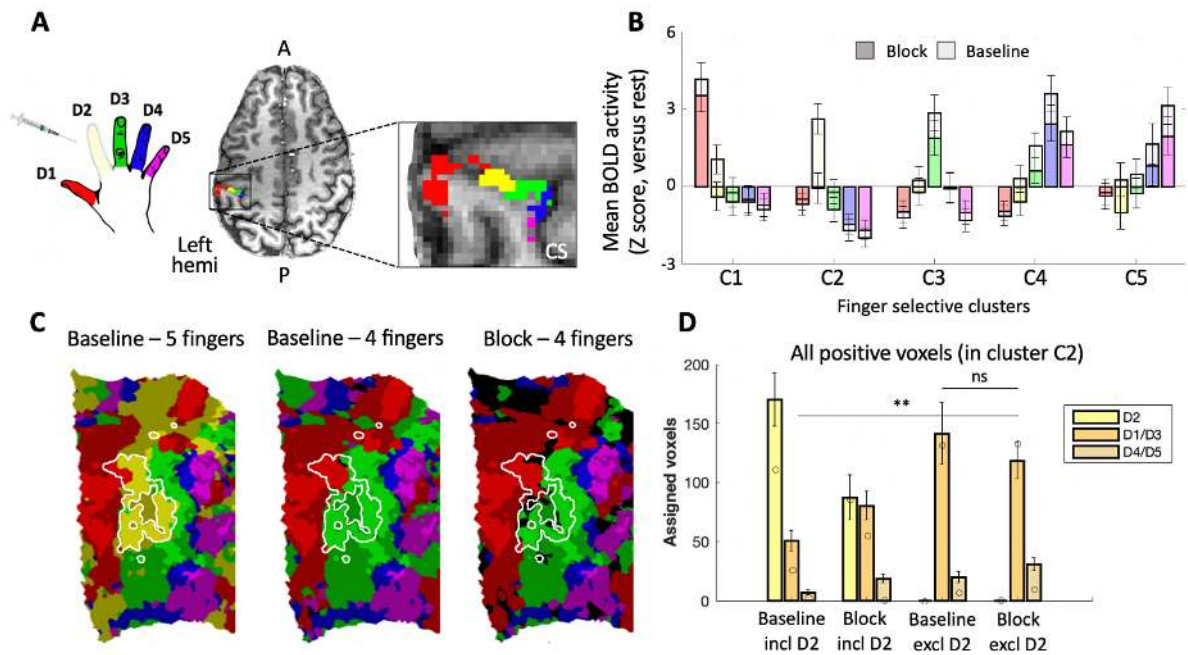 A
D1
D2
D3
D4
D5
A
P
Left
hemi
CS
B
Mean BOLD activity
(Z score, versus rest)
6
3
0
-3
Block
Baseline
C1
C2
C3
C4
C5
Finger selective clusters
C
Baseline – 5 fingers
Baseline – 4 fingers
Block – 4 fingers
D
All positive voxels (in cluster C2)
Assigned voxels
200
150
100
50
0
**
ns
D2
D1/D3
D4/D5
Baseline
incl D2
Block
incl D2
Baseline
excl D2
Block
excl D2